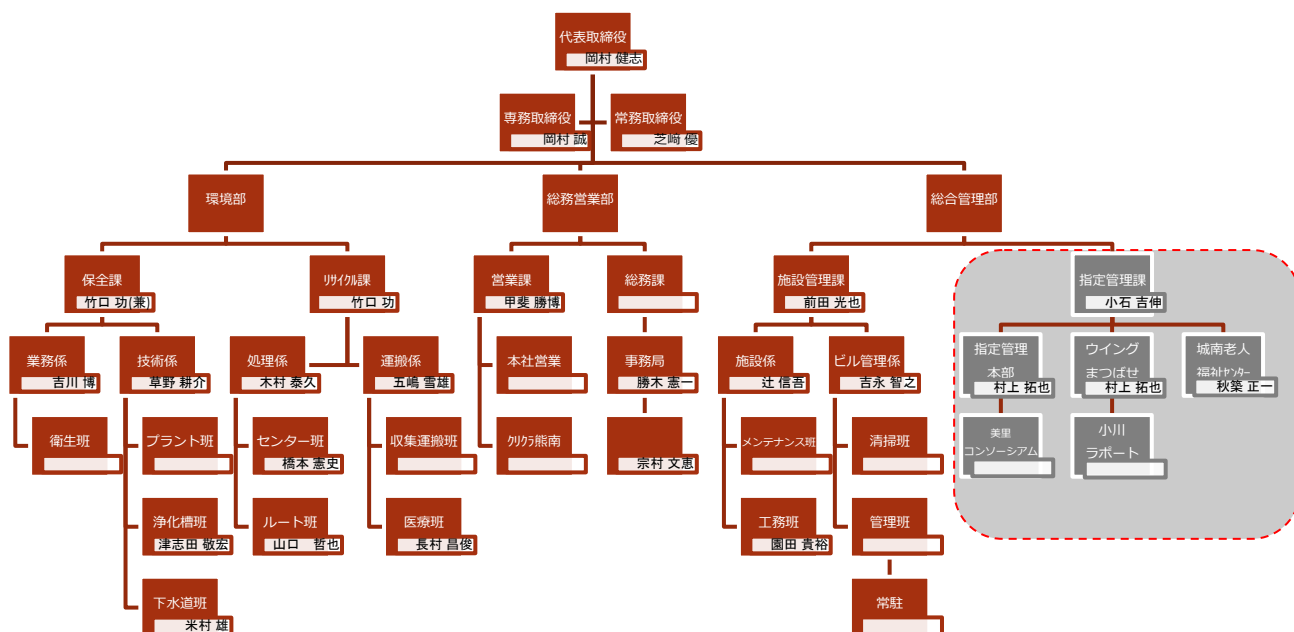 代表取締役
岡村 健志
専務取締役
岡村 誠
常務取締役
芝﨑 優
環境部
総務営業部
総合管理部
保全課
竹口 功(兼)
ﾘｻｲｸﾙ課
竹口 功
営業課
甲斐 勝博
総務課
施設管理課
前田 光也
指定管理課
小石 吉伸
業務係
吉川 博
技術係
草野 耕介
処理係
木村 泰久
運搬係
五嶋 雪雄
本社営業
事務局
勝木 憲一
施設係
辻 信吾
ビル管理係
吉永 智之
指定管理
本部
村上 拓也
ウイング
まつばせ
村上 拓也
城南老人
福祉ｾﾝﾀｰ
秋築 正一
衛生班
プラント班
センター班
橋本 憲史
収集運搬班
ｸﾘｸﾗ熊南
宗村 文恵
メンテナンス班
清掃班
美里
コンソーシアム
小川
ラポート
浄化槽班
津志田 敬宏
ルート班
山口　哲也
医療班
長村 昌俊
工務班
園田 貴裕
管理班
下水道班
米村 雄
常駐